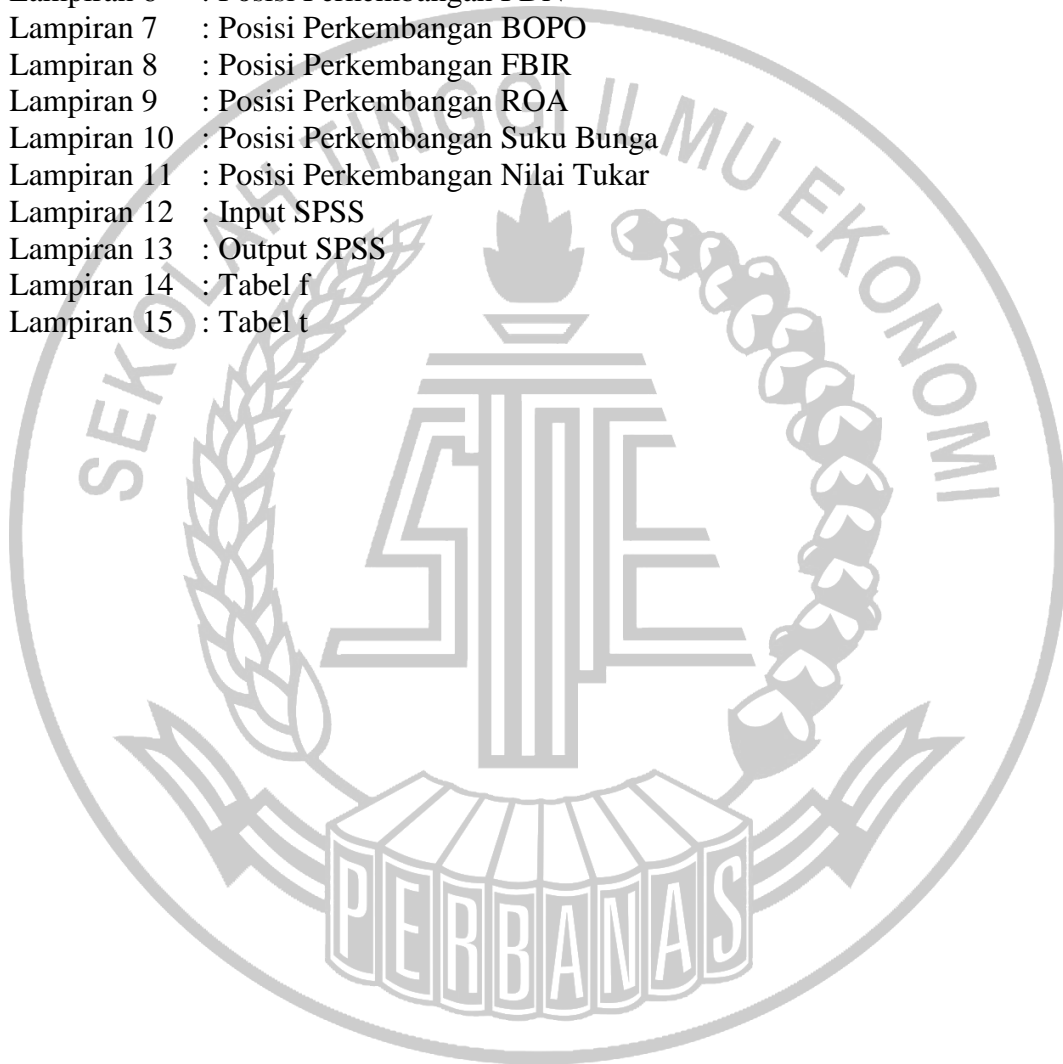 Lampiran 7 : Posisi Perkembangan BOPO
Lampiran 8 : Posisi Perkembangan FBIR
Lampiran 9 : Posisi Perkembangan ROA
Lampiran 10 : Posisi Perkembangan Suku Bunga
Lampiran 11 : Posisi Perkembangan Nilai Tukar
Lampiran 12 : Input SPSS
Lampiran 13 : Output SPSS
Lampiran 14 : Tabel f
Lampiran 15 : Tabel t
SEKOLAH TINGGI ILMU EKONOMI
STIE
PERBANAS